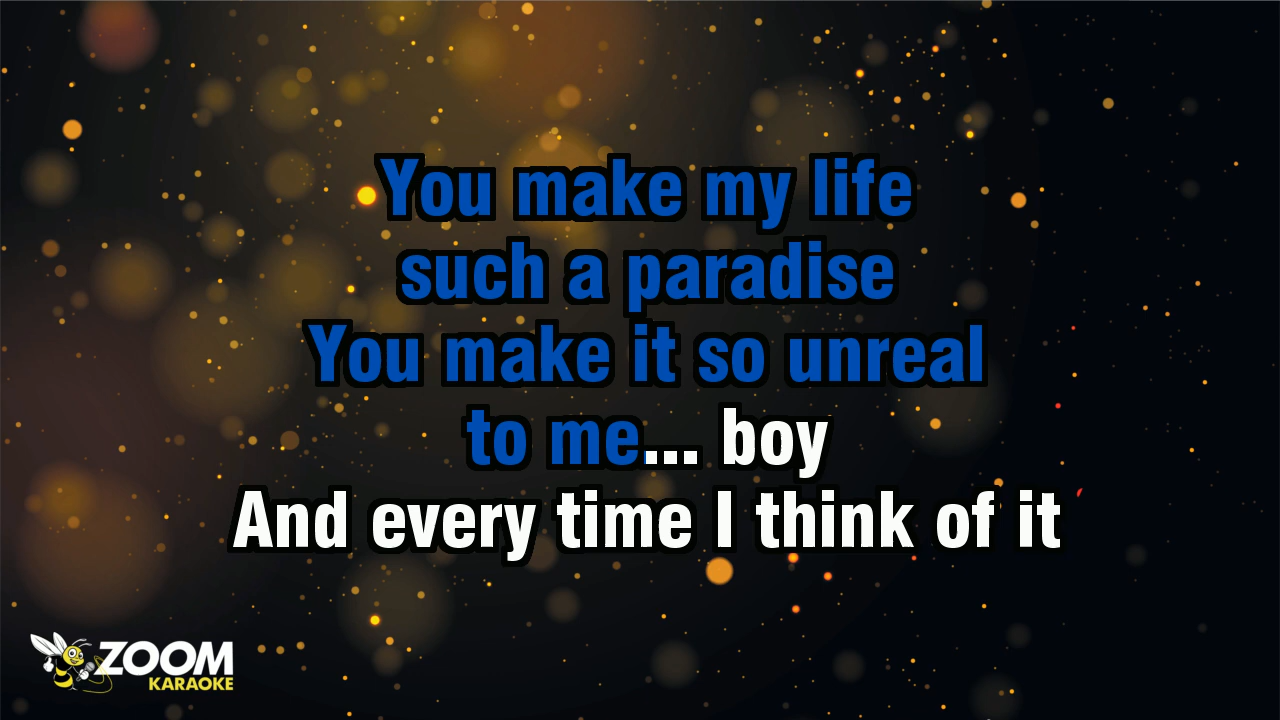 You make my life
such a paradise
You make it so unreal
to me... boy
And every time I think of it
ZOOM
KARAOKE